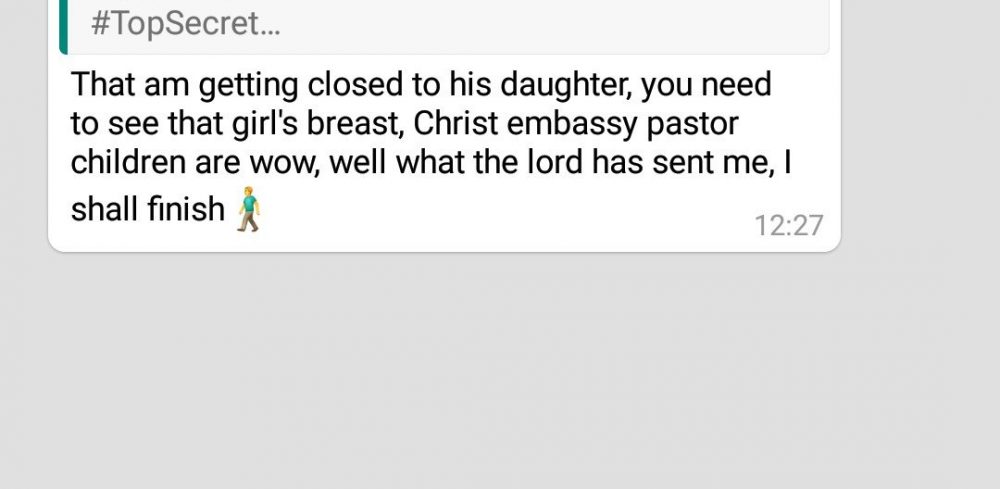 #TopSecret...
That am getting closed to his daughter, you need
to see that girl's breast, Christ embassy pastor
children are wow, well what the lord has sent me, I
shall finish 🚶‍♂️
12:27